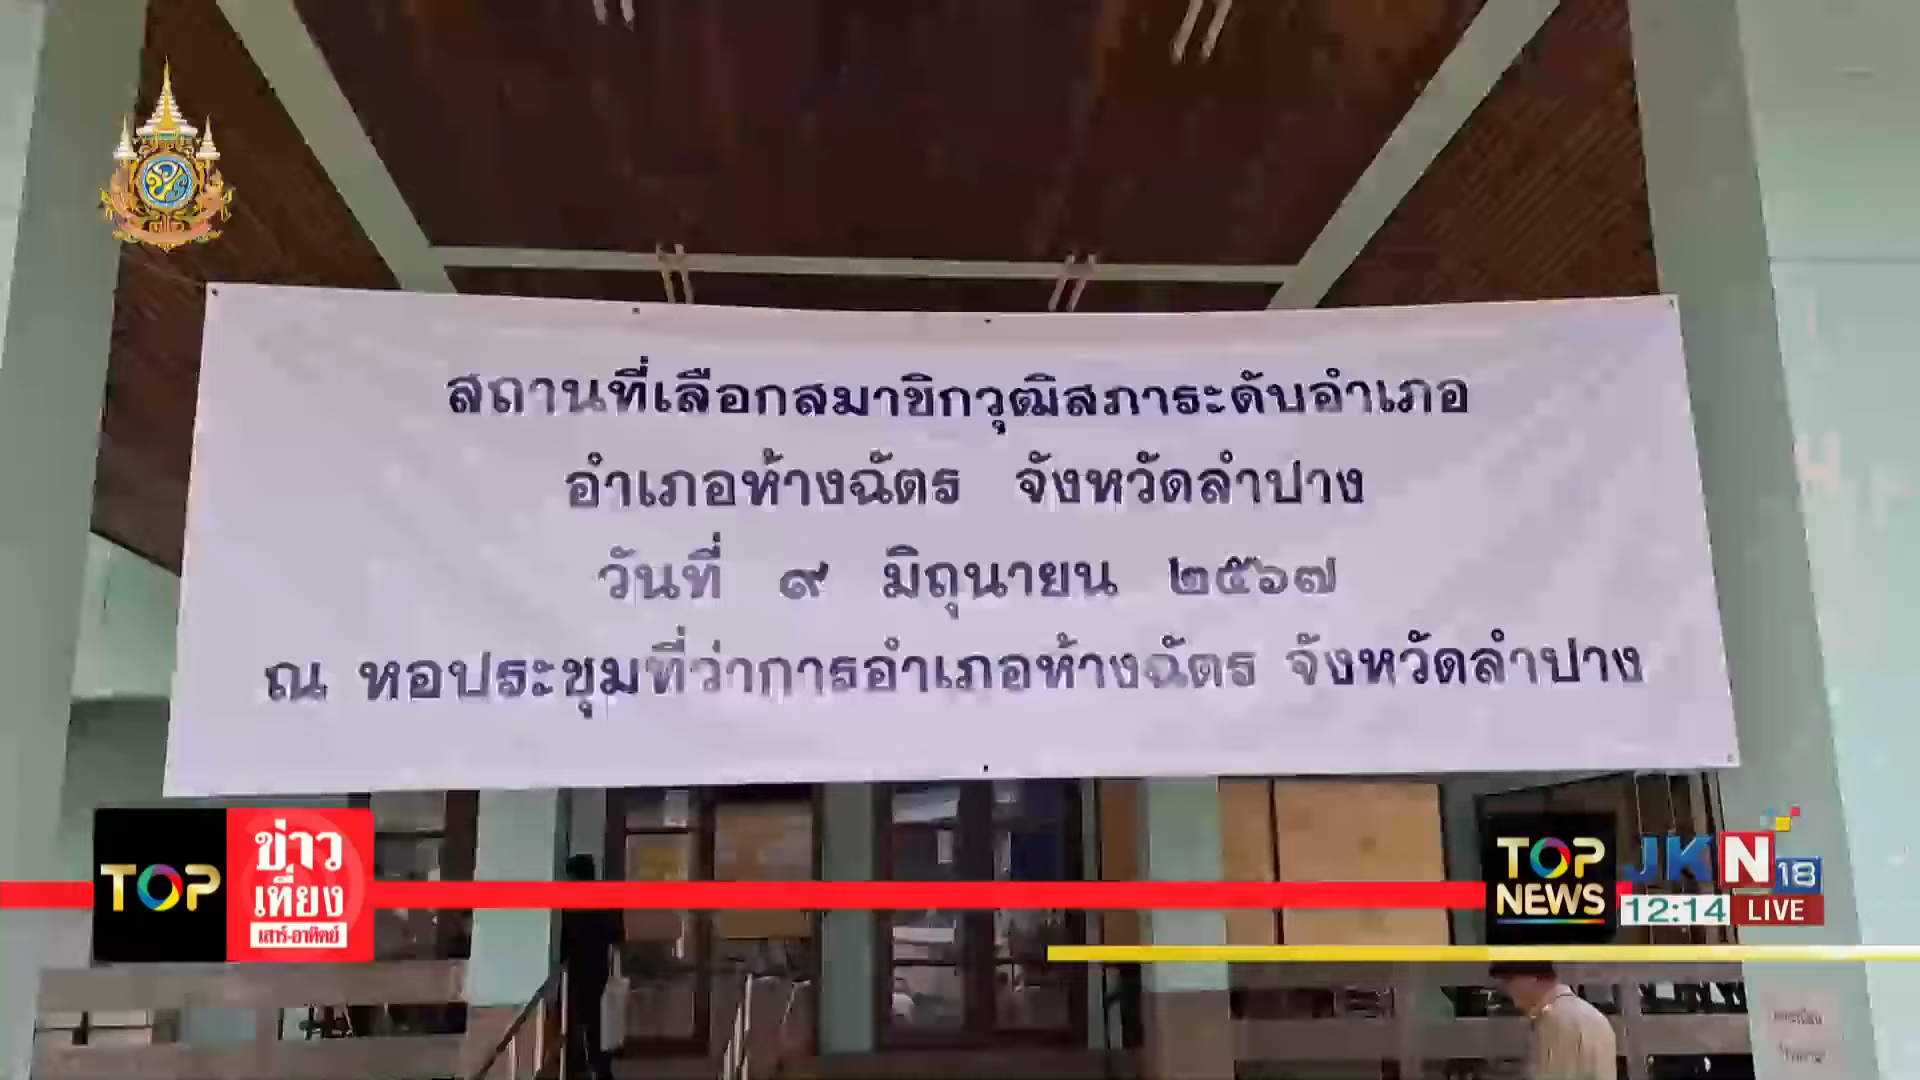 สถานที่เลือกสมาชิกวุฒิสภาระดับอำเภอ
อำเภอห้างฉัตร จังหวัดลำปาง
วันที่ ๙ มิถุนายน ๒๕๖๗
ณ หอประชุมที่ว่าการอำเภอห้างฉัตร จังหวัดลำปาง
TOP
ข่าว
เที่ยง
เสาร์-อาทิตย์
TOP
NEWS
JKN
18
12:14
LIVE